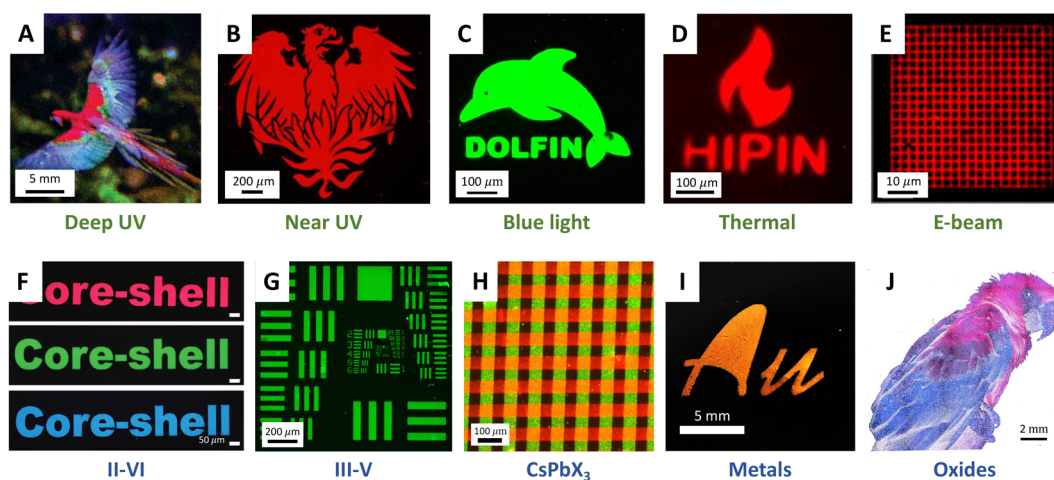 A
5 mm
Deep UV
B
200 μm
Near UV
C
DOLFIN
100 μm
Blue light
D
HIPIN
100 μm
Thermal
E
10 μm
E-beam
F
Core-shell
Core-shell
Core-shell
50 μm
II-VI
G
200 μm
III-V
H
100 μm
CsPbX₃
I
Au
5 mm
Metals
J
2 mm
Oxides